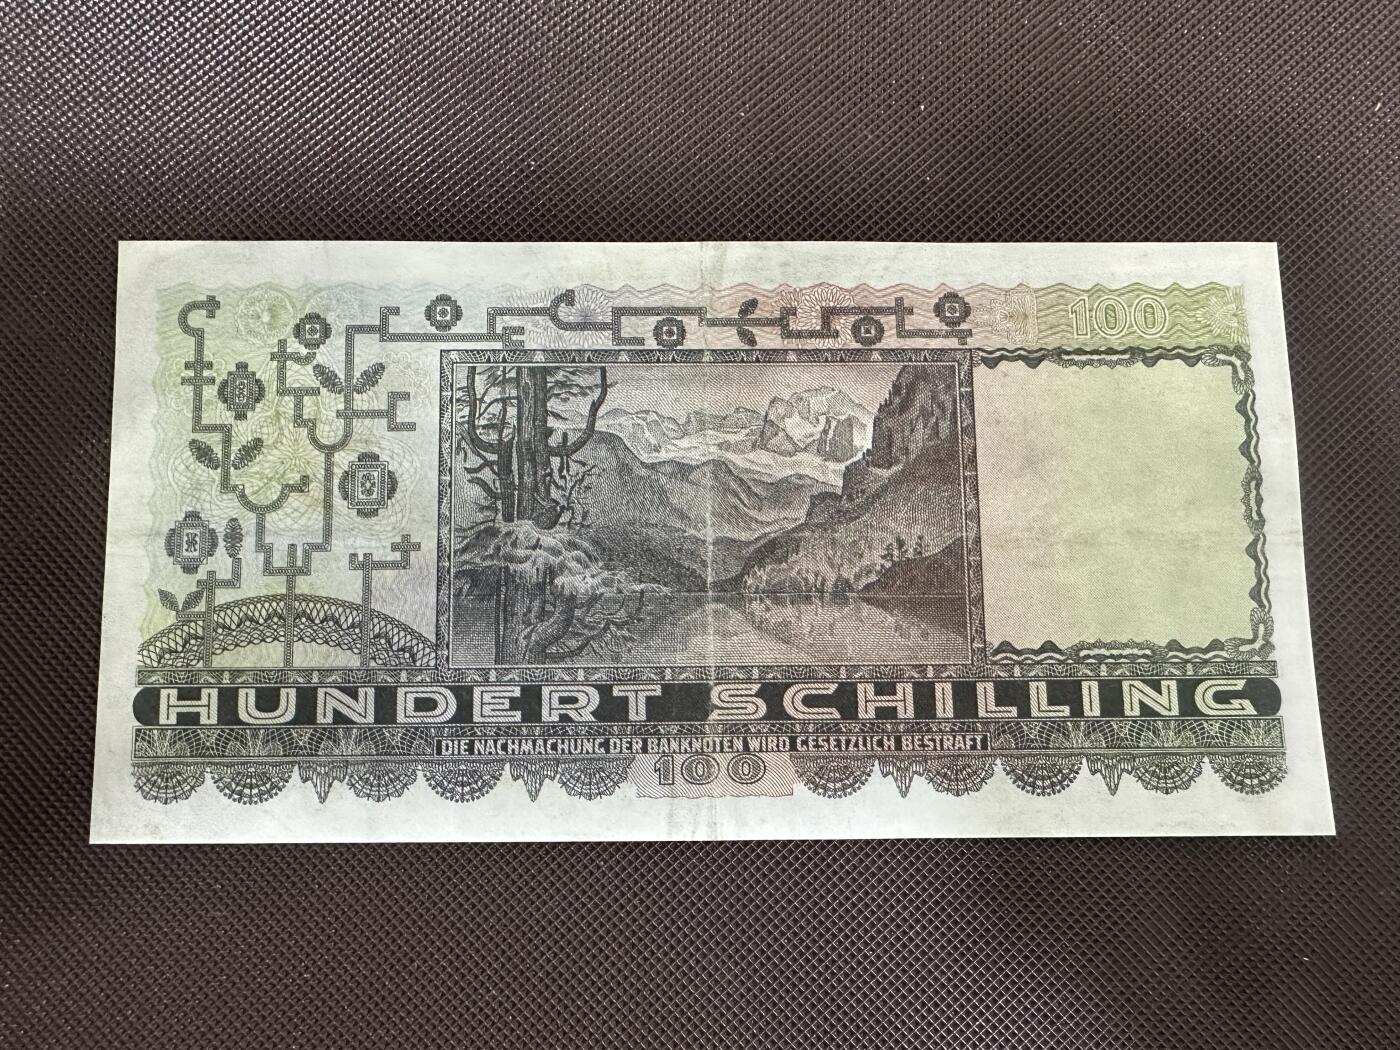 100
HUNDERT SCHILLING
DIE NACHMACHUNG DER BANKNOTEN WIRD GESETZLICH BESTRAFT
100